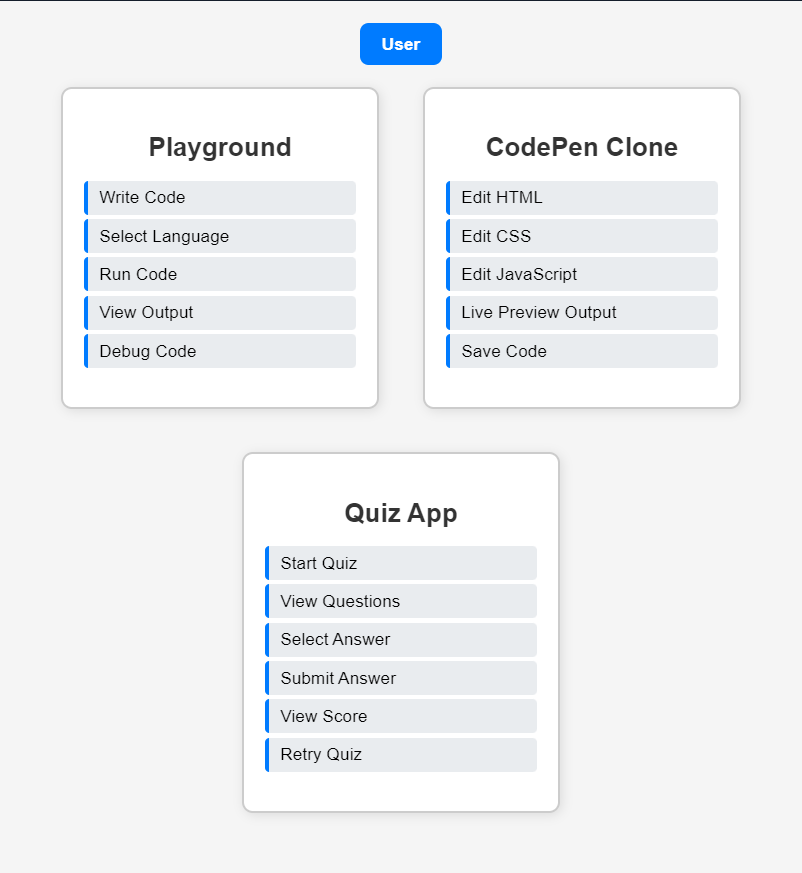 User
Playground
Write Code
Select Language
Run Code
View Output
Debug Code
CodePen Clone
Edit HTML
Edit CSS
Edit JavaScript
Live Preview Output
Save Code
Quiz App
Start Quiz
View Questions
Select Answer
Submit Answer
View Score
Retry Quiz